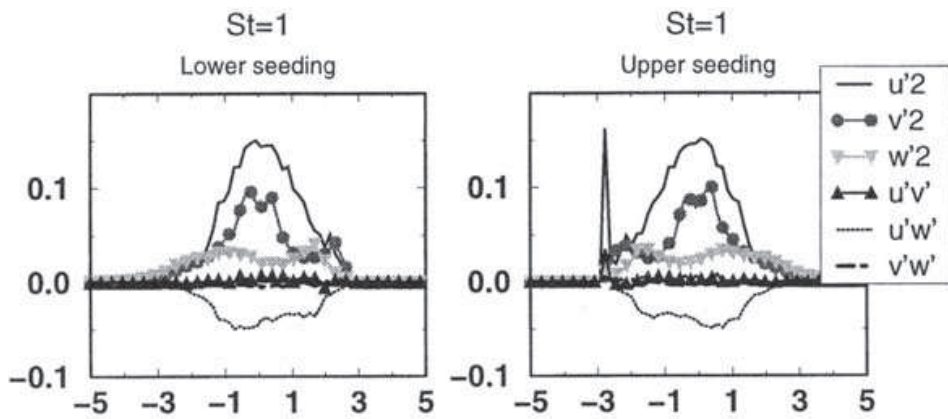 St=1
Lower seeding
St=1
Upper seeding
u'2
v'2
w'2
u'v'
u'w'
v'w'
0.1
0.0
−0.1
−5 −3 −1 1 3 5
0.1
0.0
−0.1
−5 −3 −1 1 3 5